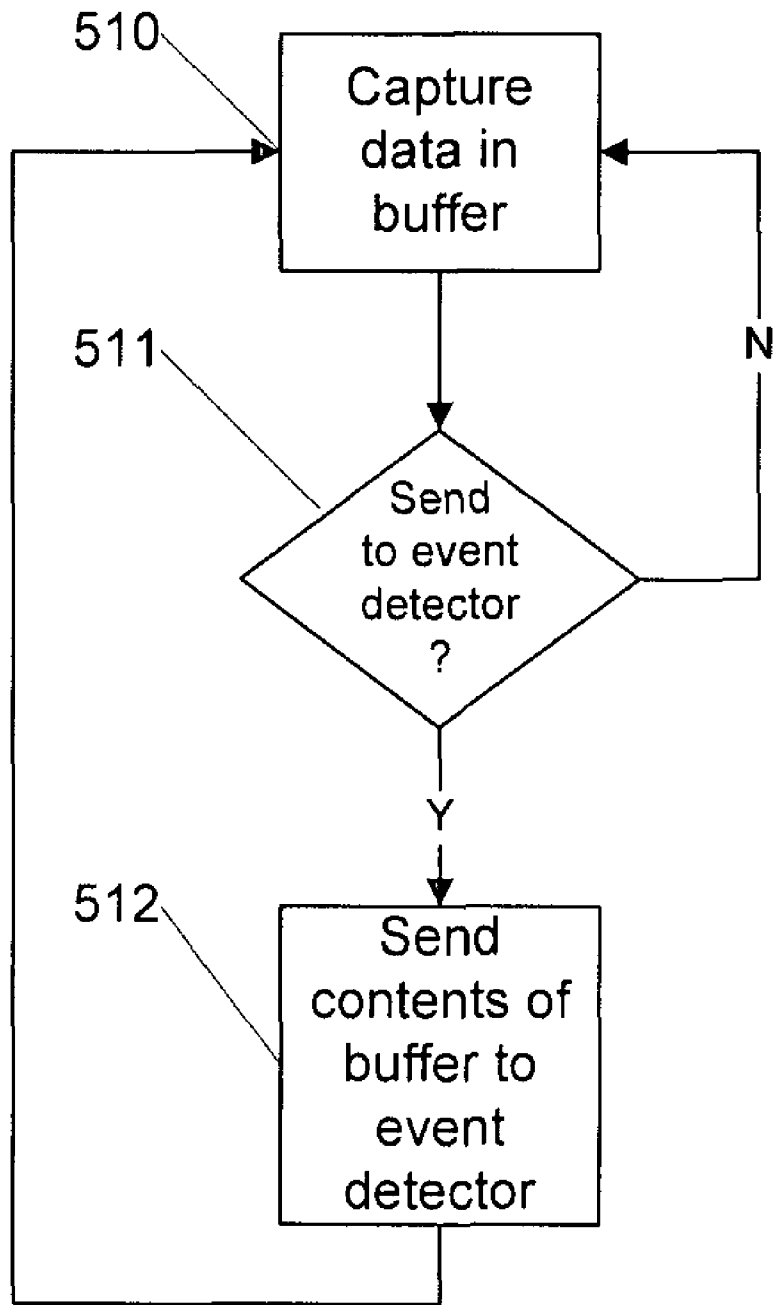 510
Capture
data in
buffer
N
511
Send
to event
detector
?
Y
512
Send
contents of
buffer to
event
detector